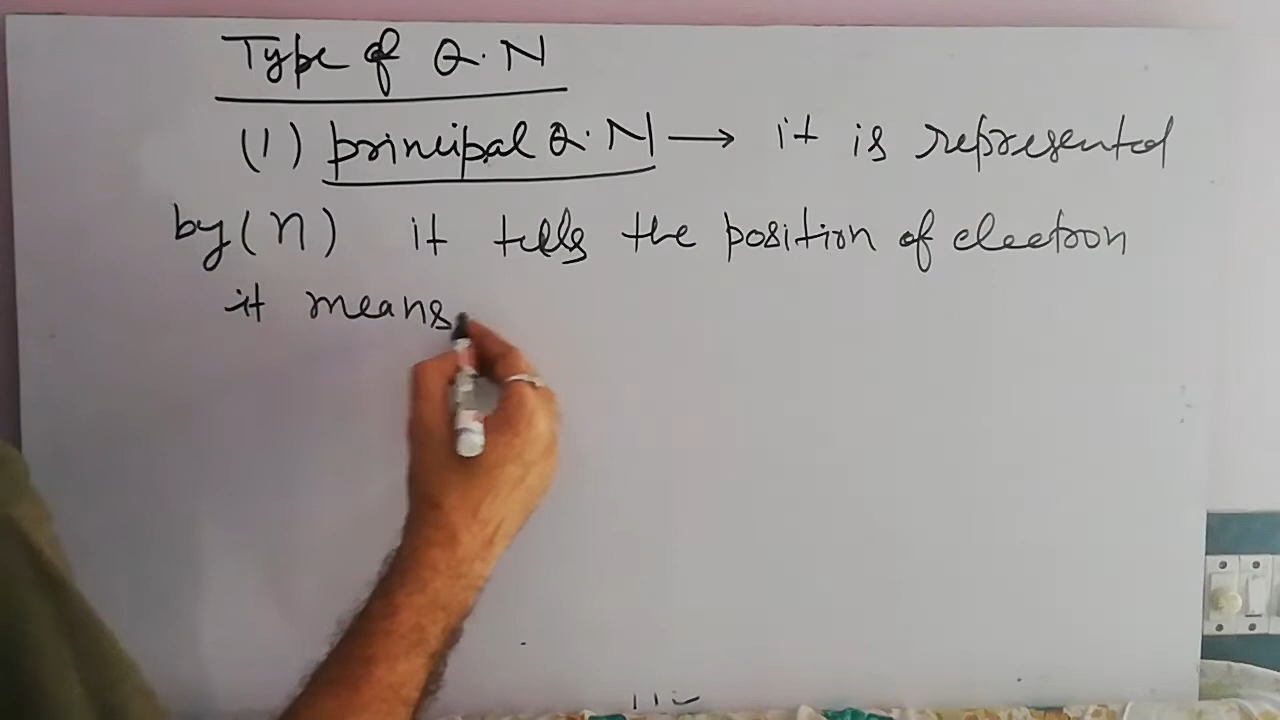 Type of Q.N
(1) principal Q.N → it is represented
by (n) it tells the position of electron
it means